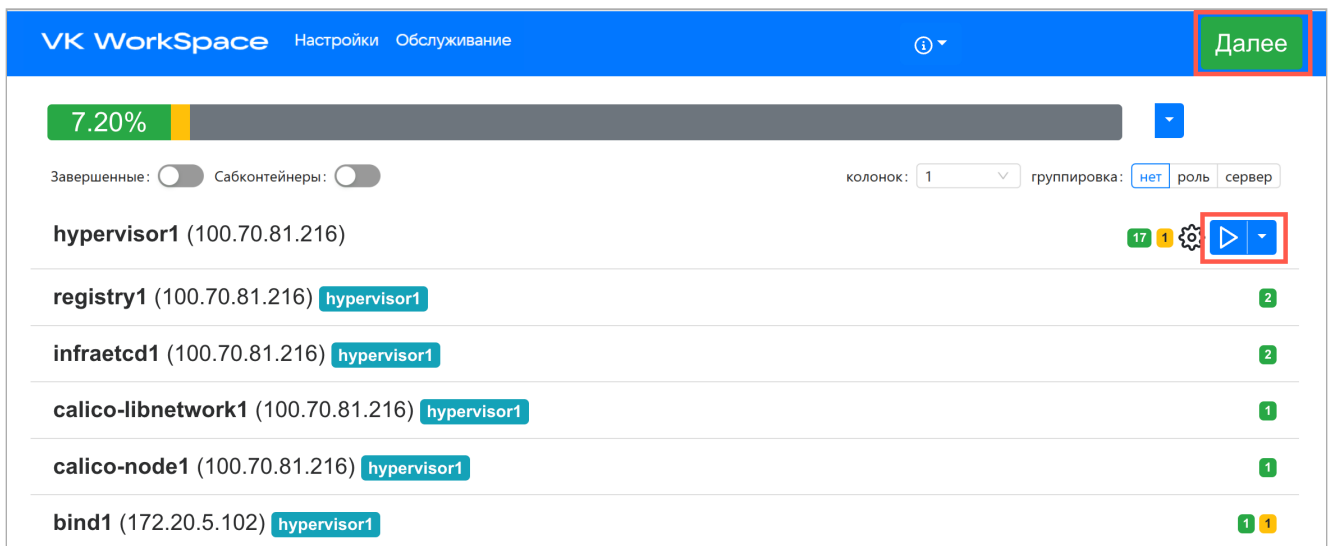 VK WorkSpace Настройки Обслуживание Далее
7.20%
Завершенные: Сабконтейнеры: колонок: 1 группировка: нет роль сервер
hypervisor1 (100.70.81.216) 17 1
registry1 (100.70.81.216) hypervisor1 2
infraetcd1 (100.70.81.216) hypervisor1 2
calico-libnetwork1 (100.70.81.216) hypervisor1 1
calico-node1 (100.70.81.216) hypervisor1 1
bind1 (172.20.5.102) hypervisor1 1 1